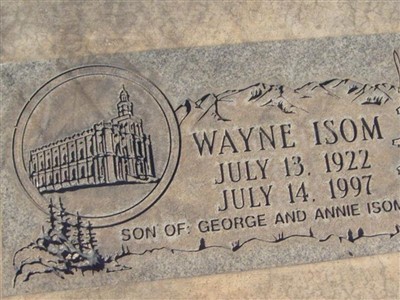 WAYNE ISOM
JULY 13, 1922
JULY 14, 1997
SON OF: GEORGE AND ANNIE ISOM